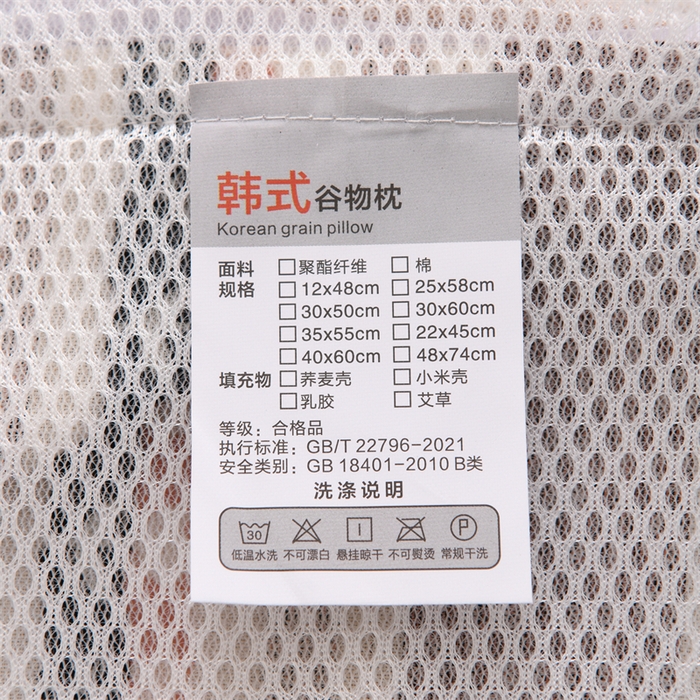 韩式谷物枕
Korean grain pillow
面料 □聚酯纤维 □棉
规格 □12x48cm □25x58cm
□30x50cm □30x60cm
□35x55cm □22x45cm
□40x60cm □48x74cm
填充物 □荞麦壳 □小米壳
□乳胶 □艾草
等级：合格品
执行标准：GB/T 22796-2021
安全类别：GB 18401-2010 B类
洗涤说明
30 P
低温水洗 不可漂白 悬挂晾干 不可熨烫 常规干洗